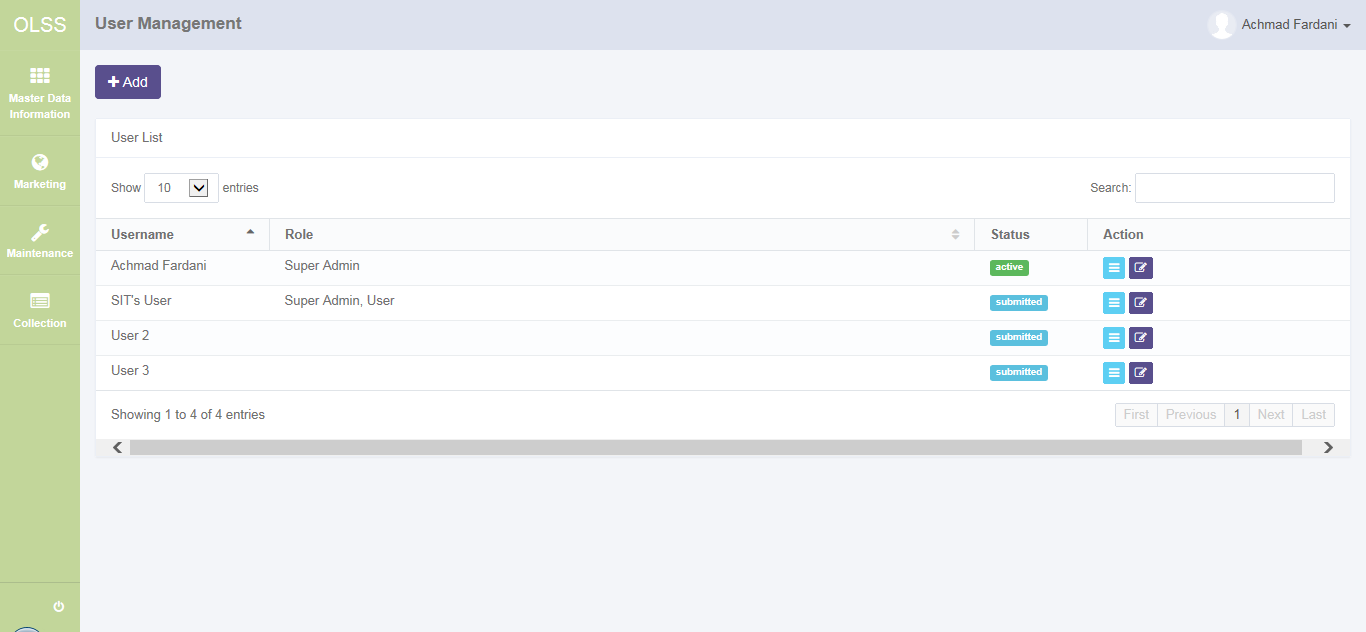 OLSS
User Management
Achmad Fardani
Master Data
Information
Marketing
Maintenance
Collection
Add
User List
Show 10 entries
Search:
Username Role Status Action
Achmad Fardani Super Admin active
SIT's User Super Admin, User submitted
User 2 submitted
User 3 submitted
Showing 1 to 4 of 4 entries
First Previous 1 Next Last